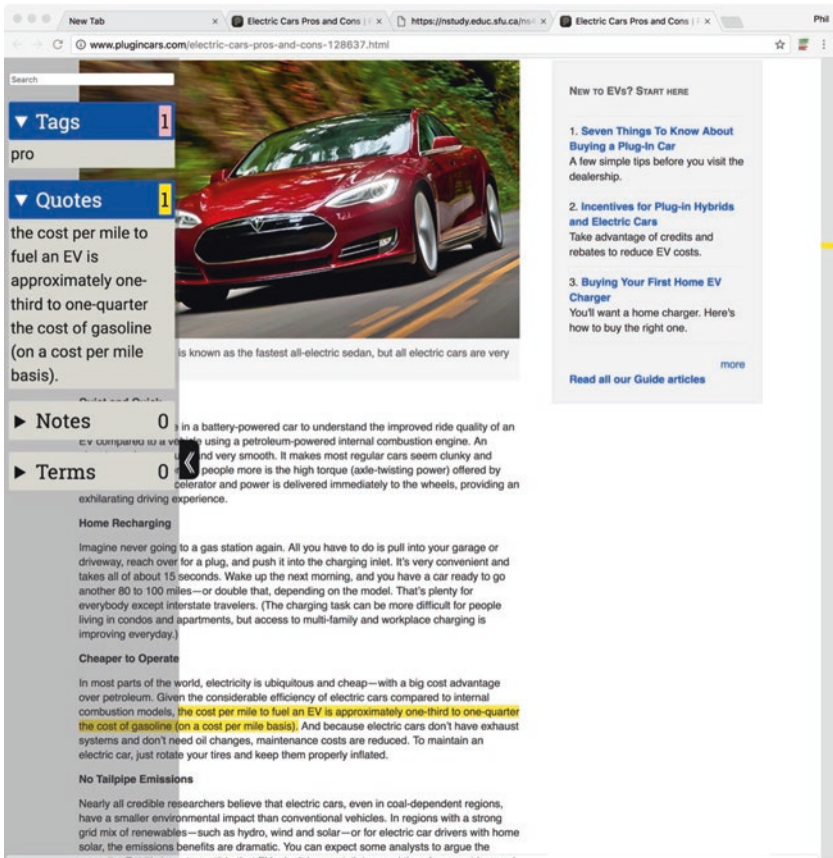 New Tab
Electric Cars Pros and Cons |
https://nstudy.educ.sfu.ca/ns
Electric Cars Pros and Cons |
Phil
www.plugincars.com/electric-cars-pros-and-cons-128637.html
Search
Tags 1
pro
Quotes 1
the cost per mile to
fuel an EV is
approximately one-
third to one-quarter
the cost of gasoline
(on a cost per mile
basis).
Notes 0
Terms 0
is known as the fastest all-electric sedan, but all electric cars are very
Quiet and Quick
in a battery-powered car to understand the improved ride quality of an
EV compared to a vehicle using a petroleum-powered internal combustion engine. An
and very smooth. It makes most regular cars seem clunky and
people more is the high torque (axle-twisting power) offered by
celerator and power is delivered immediately to the wheels, providing an
exhilarating driving experience.
Home Recharging
Imagine never going to a gas station again. All you have to do is pull into your garage or
driveway, reach over for a plug, and push it into the charging inlet. It's very convenient and
takes all of about 15 seconds. Wake up the next morning, and you have a car ready to go
another 80 to 100 miles—or double that, depending on the model. That's plenty for
everybody except interstate travelers. (The charging task can be more difficult for people
living in condos and apartments, but access to multi-family and workplace charging is
improving everyday.)
Cheaper to Operate
In most parts of the world, electricity is ubiquitous and cheap—with a big cost advantage
over petroleum. Given the considerable efficiency of electric cars compared to internal
combustion models, the cost per mile to fuel an EV is approximately one-third to one-quarter
the cost of gasoline (on a cost per mile basis). And because electric cars don't have exhaust
systems and don't need oil changes, maintenance costs are reduced. To maintain an
electric car, just rotate your tires and keep them properly inflated.
No Tailpipe Emissions
Nearly all credible researchers believe that electric cars, even in coal-dependent regions,
have a smaller environmental impact than conventional vehicles. In regions with a strong
grid mix of renewables—such as hydro, wind and solar—or for electric car drivers with home
solar, the emissions benefits are dramatic. You can expect some analysts to argue the
NEW TO EVS? START HERE
1. Seven Things To Know About
Buying a Plug-In Car
A few simple tips before you visit the
dealership.
2. Incentives for Plug-in Hybrids
and Electric Cars
Take advantage of credits and
rebates to reduce EV costs.
3. Buying Your First Home EV
Charger
You'll want a home charger. Here's
how to buy the right one.
more
Read all our Guide articles